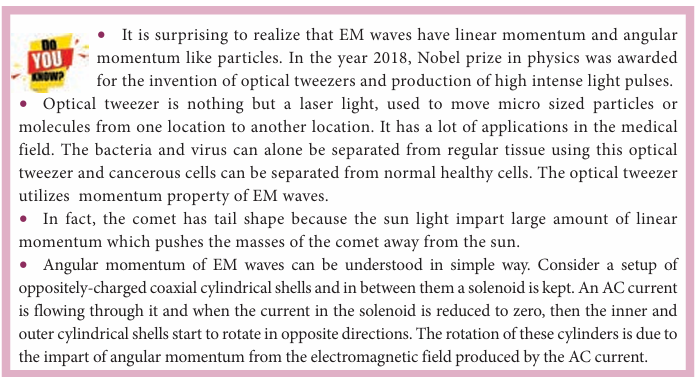 DO
YOU
KNOW?
• It is surprising to realize that EM waves have linear momentum and angular
momentum like particles. In the year 2018, Nobel prize in physics was awarded
for the invention of optical tweezers and production of high intense light pulses.
• Optical tweezer is nothing but a laser light, used to move micro sized particles or
molecules from one location to another location. It has a lot of applications in the medical
field. The bacteria and virus can alone be separated from regular tissue using this optical
tweezer and cancerous cells can be separated from normal healthy cells. The optical tweezer
utilizes momentum property of EM waves.
• In fact, the comet has tail shape because the sun light impart large amount of linear
momentum which pushes the masses of the comet away from the sun.
• Angular momentum of EM waves can be understood in simple way. Consider a setup of
oppositely-charged coaxial cylindrical shells and in between them a solenoid is kept. An AC current
is flowing through it and when the current in the solenoid is reduced to zero, then the inner and
outer cylindrical shells start to rotate in opposite directions. The rotation of these cylinders is due to
the impart of angular momentum from the electromagnetic field produced by the AC current.